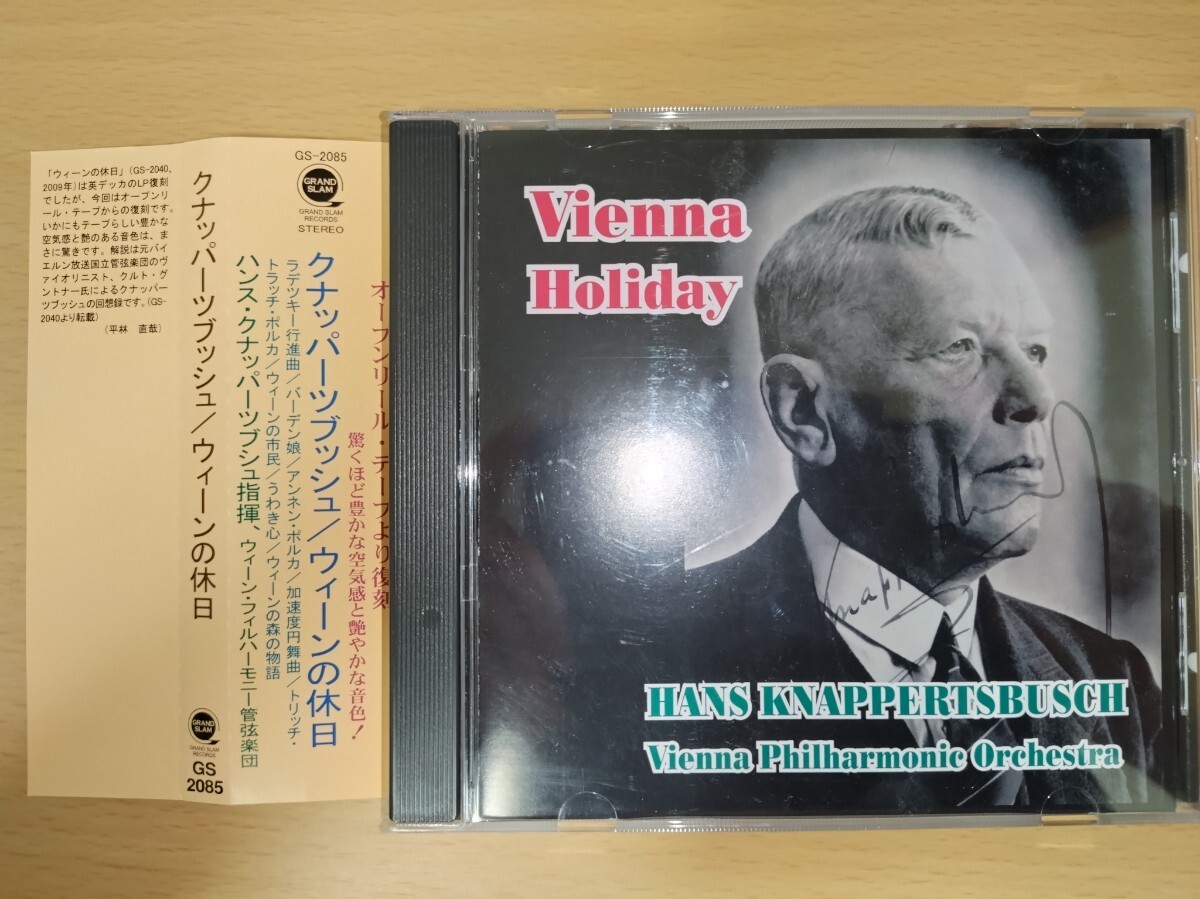 「ウィーンの休日」(GS-2040、
2009年)は英デッカのLP復刻
でしたが、今回はオープンリ
ール・テープからの復刻です。
いかにもテープらしい豊かな
空気感と艶のある音色は、ま
さに驚きです。解説は元バイ
エルン放送国立管弦楽団のヴ
ァイオリニスト、クルト・グ
ントナー氏によるクナッパー
ツブッシュの回想録です。(GS-
2040より転載)
(平林 直哉)
クナッパーツブッシュ/ウィーンの休日
GRAND
SLAM
GRAND SLAM
RECORDS
GS
2085
GS-2085
GRAND
SLAM
GRAND SLAM
RECORDS
STEREO
オープンリール・テープより復刻
驚くほど豊かな空気感と艶やかな音色!
クナッパーツブッシュ/ウィーンの休日
ラデツキー行進曲/バーデン娘/アンネン・ポルカ/加速度円舞曲/トリッチ・
トラッチ・ポルカ/ウィーンの市民/うわき心/ウィーンの森の物語
ハンス・クナッパーツブシュ指揮、ウィーン・フィルハーモニー管弦楽団
Vienna
Holiday
HANS KNAPPERTSBUSCH
Vienna Philharmonic Orchestra